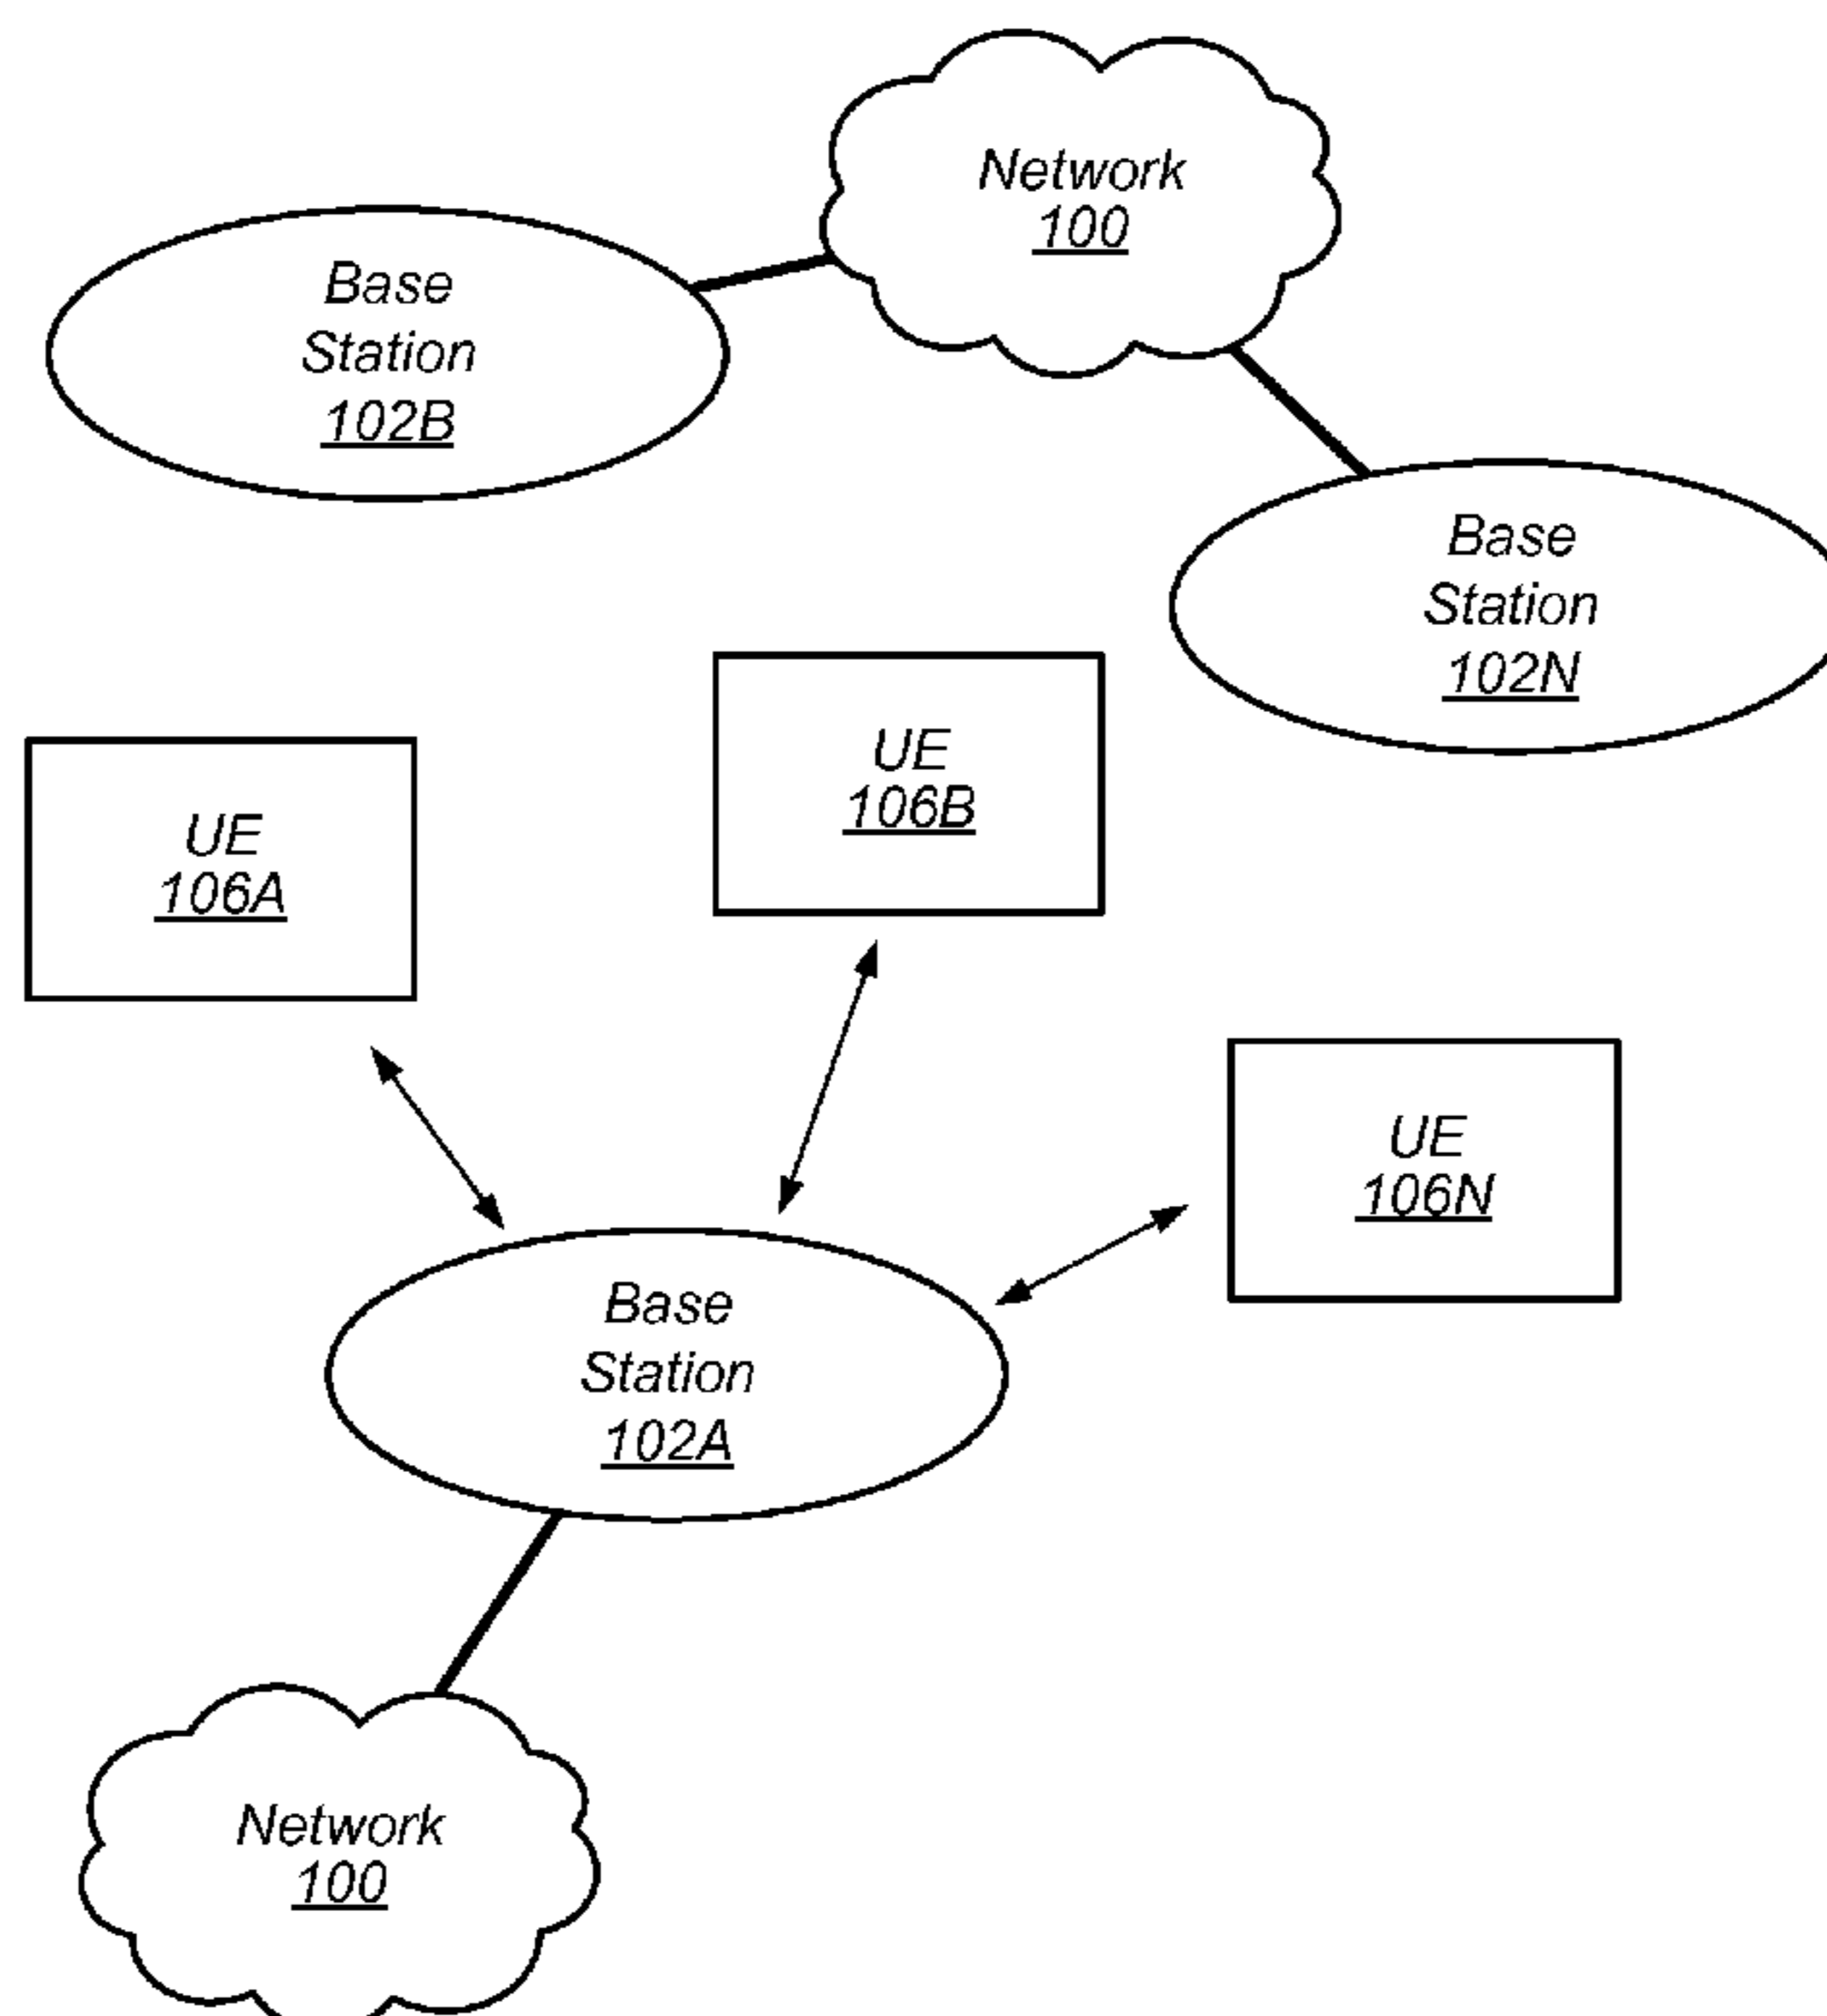 Network
100
Base
Station
102B
Base
Station
102N
UE
106B
UE
106A
UE
106N
Base
Station
102A
Network
100